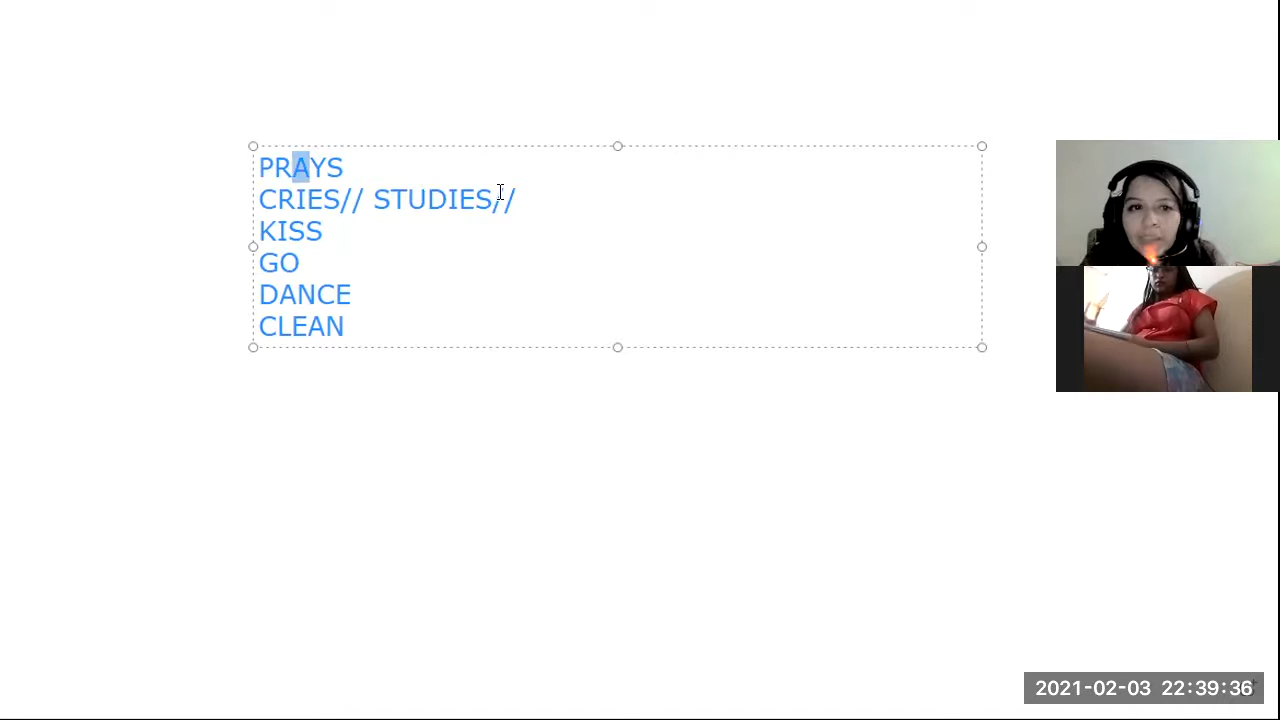 PRAYS
CRIES// STUDIES//
KISS
GO
DANCE
CLEAN
2021-02-03 22:39:36